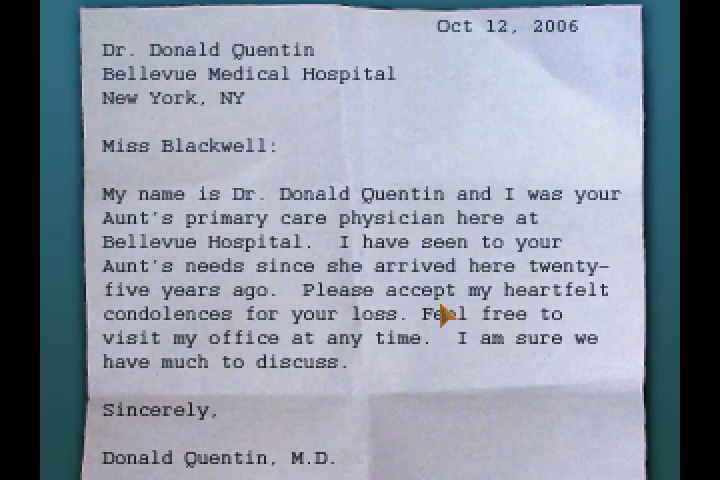 Oct 12, 2006
Dr. Donald Quentin
Bellevue Medical Hospital
New York, NY
Miss Blackwell:
My name is Dr. Donald Quentin and I was your
Aunt's primary care physician here at
Bellevue Hospital.  I have seen to your
Aunt's needs since she arrived here twenty-
five years ago.  Please accept my heartfelt
condolences for your loss. Feel free to
visit my office at any time.  I am sure we
have much to discuss.
Sincerely,
Donald Quentin, M.D.